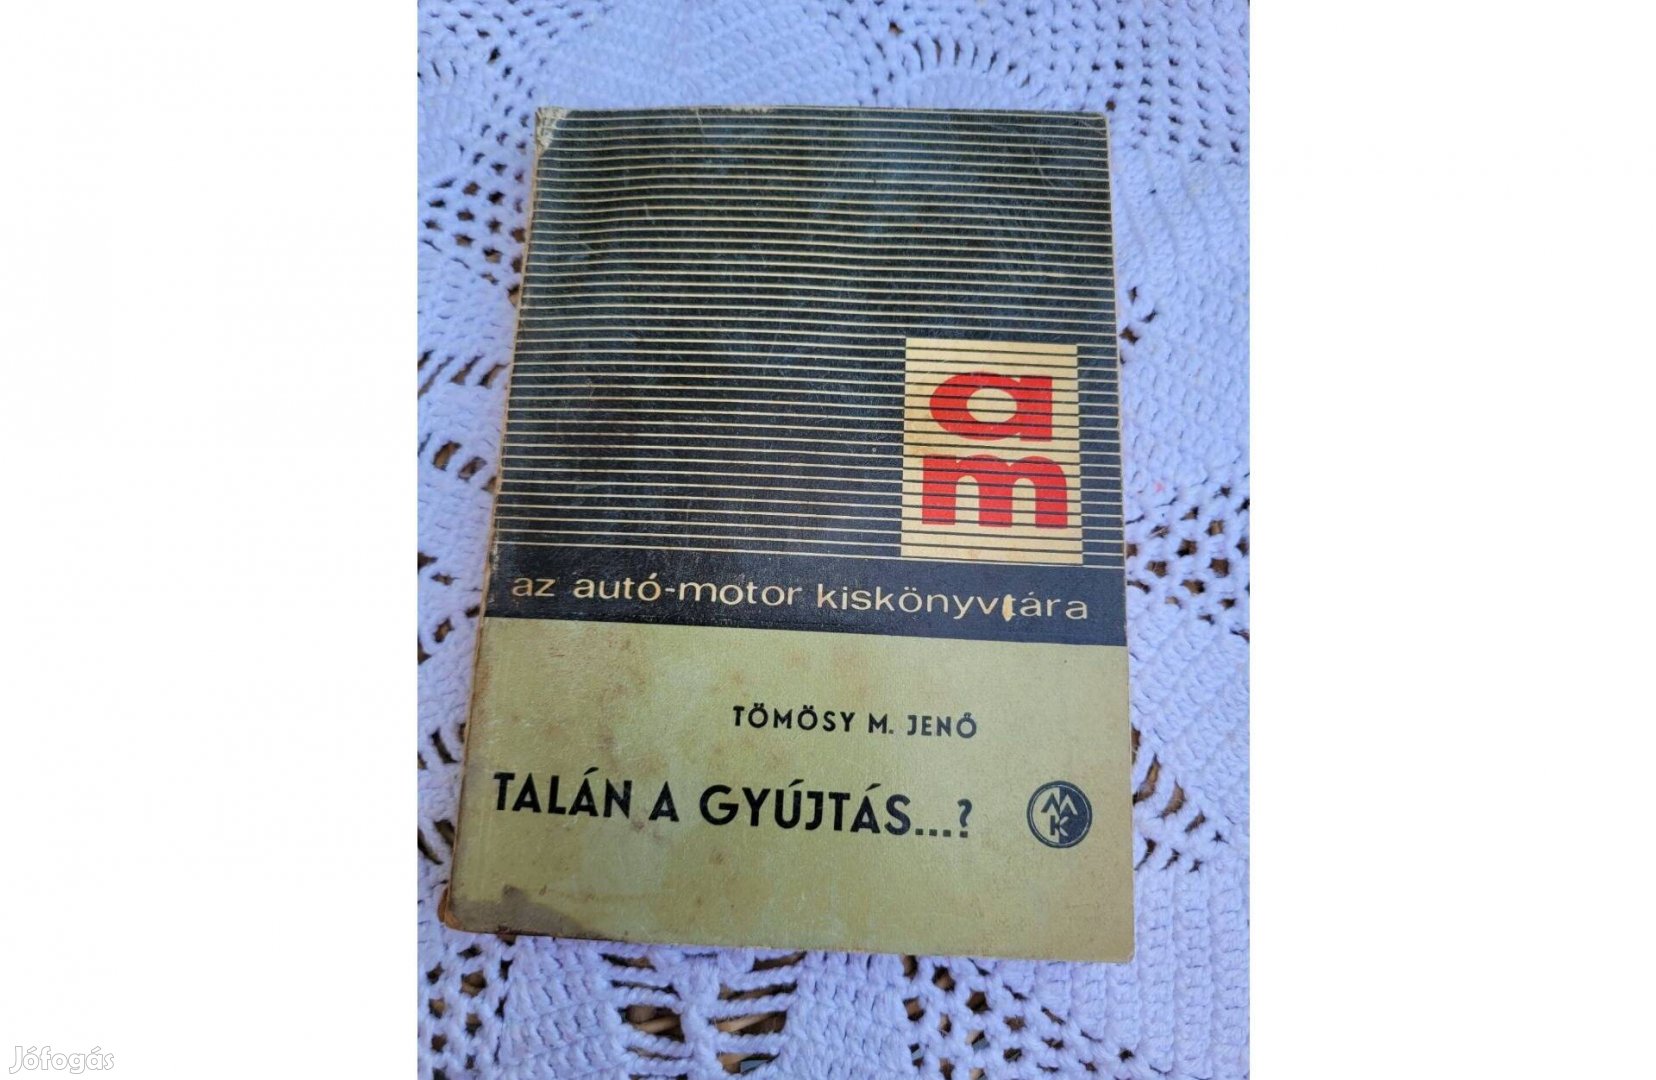 am
az autó-motor kiskönyvtára
TÖMÖSY M. JENŐ
TALÁN A GYÚJTÁS...?
MK
Jófogás